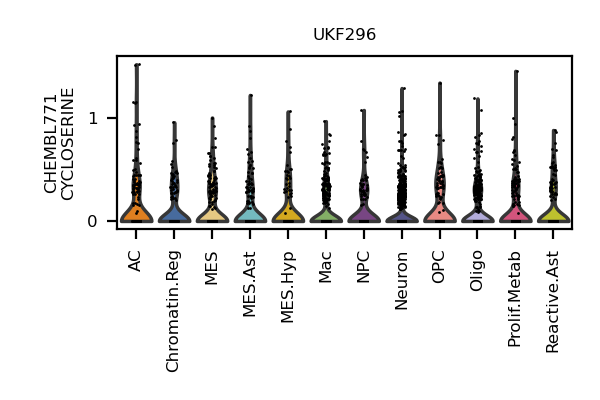 UKF296
CHEMBL771
CYCLOSERINE
1
0
AC
Chromatin.Reg
MES
MES.Ast
MES.Hyp
Mac
NPC
Neuron
OPC
Oligo
Prolif.Metab
Reactive.Ast